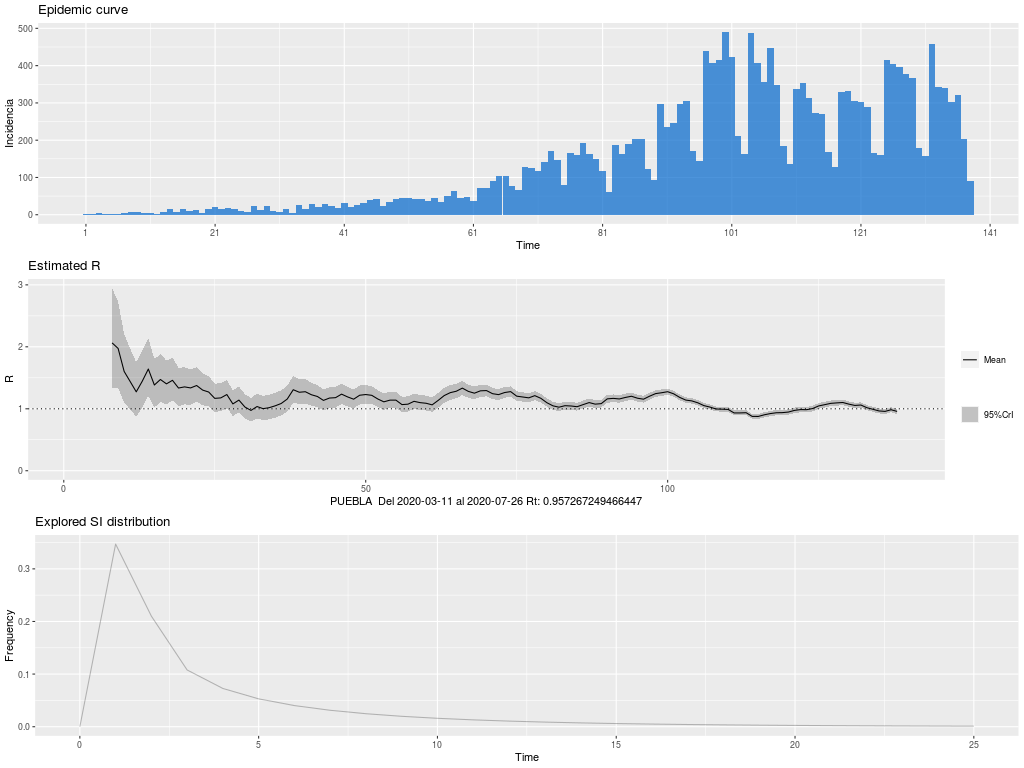 Epidemic curve
500
400
300
200
100
0
Incidencia
1 21 41 61 81 101 121 141
Time
Estimated R
3
2
1
0
R
Mean
95%CrI
0 50 100
PUEBLA Del 2020-03-11 al 2020-07-26 Rt: 0.957267249466447
Explored SI distribution
0.3
0.2
0.1
0.0
Frequency
0 5 10 15 20 25
Time